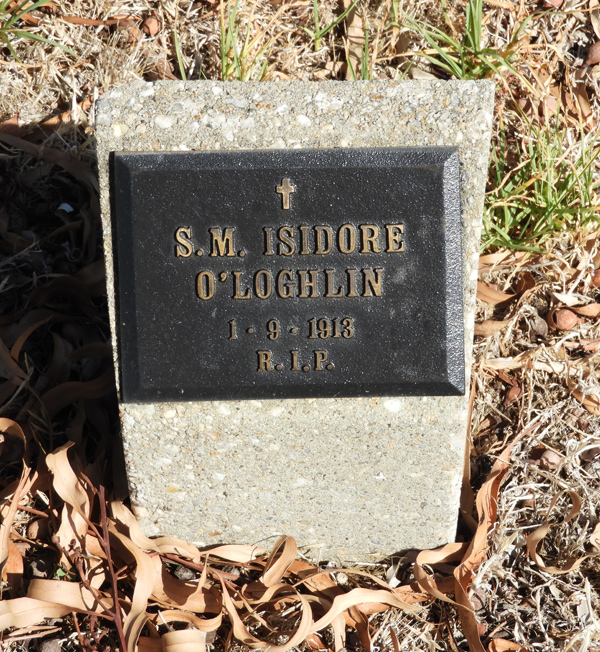 S.M. ISIDORE
O'LOGHLIN
1-9-1913
R.I.P.